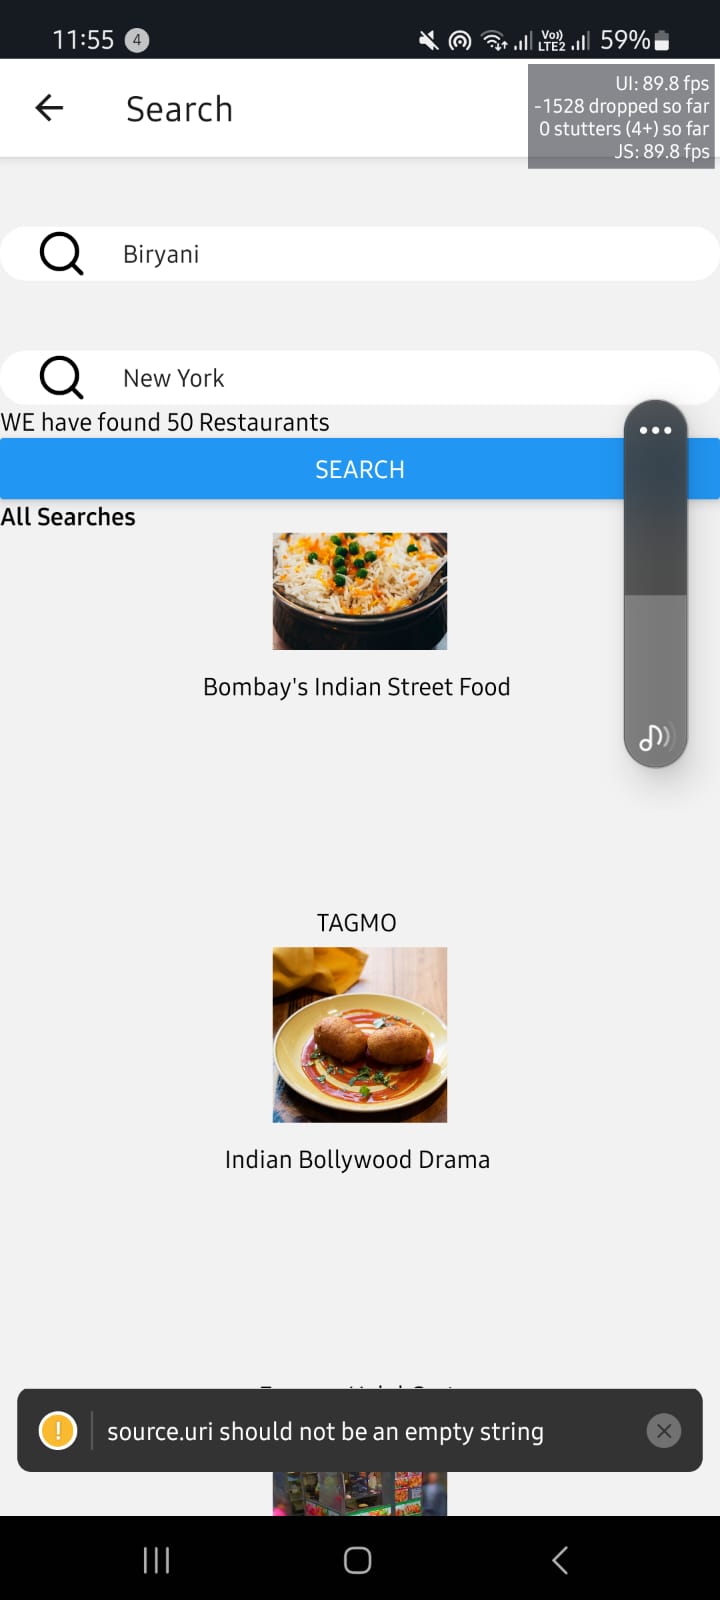 11:55 4 Vo)) LTE2 59%
Search
UI: 89.8 fps
-1528 dropped so far
0 stutters (4+) so far
JS: 89.8 fps
Biryani
New York
WE have found 50 Restaurants
SEARCH
All Searches
Bombay's Indian Street Food
TAGMO
Indian Bollywood Drama
source.uri should not be an empty string